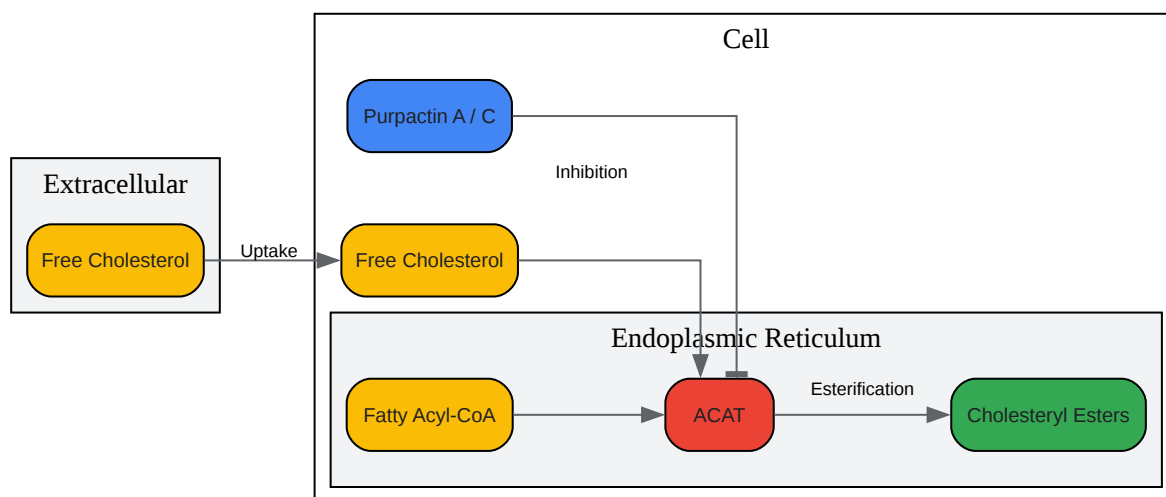 Cell
Purpactin A / C
Inhibition
Extracellular
Free Cholesterol
Uptake
Free Cholesterol
Endoplasmic Reticulum
Fatty Acyl-CoA
ACAT
Esterification
Cholesteryl Esters